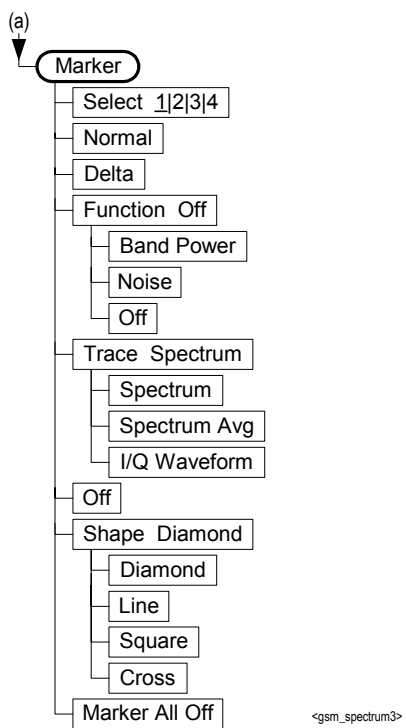 (a)
Marker
Select 1|2|3|4
Normal
Delta
Function Off
Band Power
Noise
Off
Trace Spectrum
Spectrum
Spectrum Avg
I/Q Waveform
Off
Shape Diamond
Diamond
Line
Square
Cross
Marker All Off
<gsm_spectrum3>